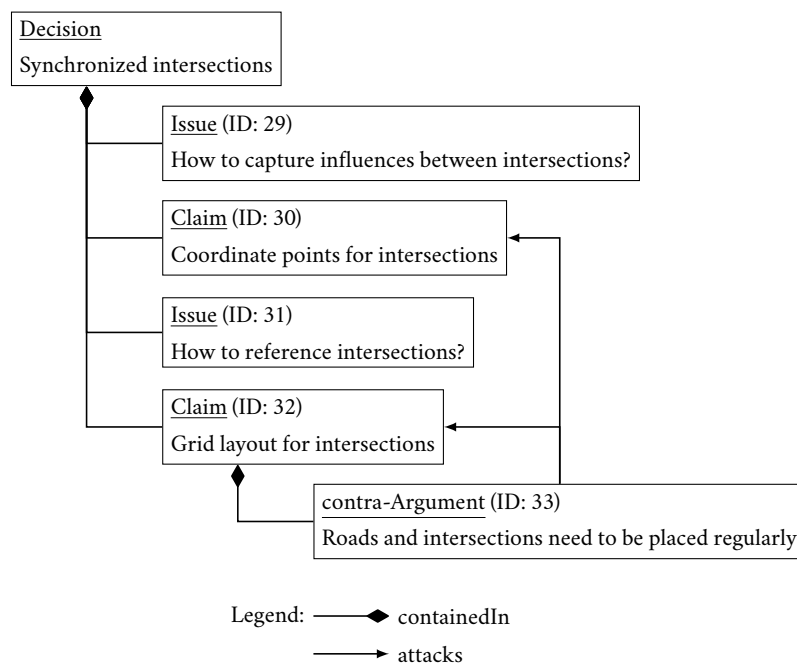 Decision
Synchronized intersections
Issue (ID: 29)
How to capture influences between intersections?
Claim (ID: 30)
Coordinate points for intersections
Issue (ID: 31)
How to reference intersections?
Claim (ID: 32)
Grid layout for intersections
contra-Argument (ID: 33)
Roads and intersections need to be placed regularly
Legend: containedIn
attacks